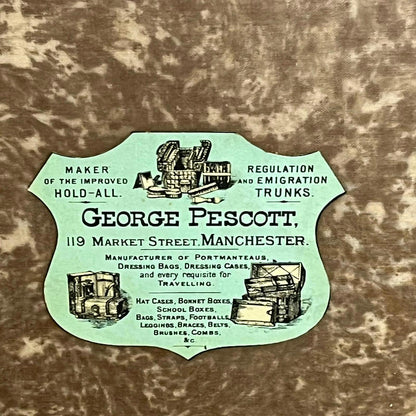 MAKER
OF THE IMPROVED
HOLD-ALL.
REGULATION
AND EMIGRATION
TRUNKS.
GEORGE PESCOTT,
119 MARKET STREET, MANCHESTER.
MANUFACTURER OF PORTMANTEAUS,
DRESSING BAGS, DRESSING CASES,
and every requisite for
TRAVELLING.
HAT CASES, BONNET BOXES,
SCHOOL BOXES,
BAGS, STRAPS, FOOTBALLS,
LEGGINGS, BRACES, BELTS,
BRUSHES, COMBS,
&c.